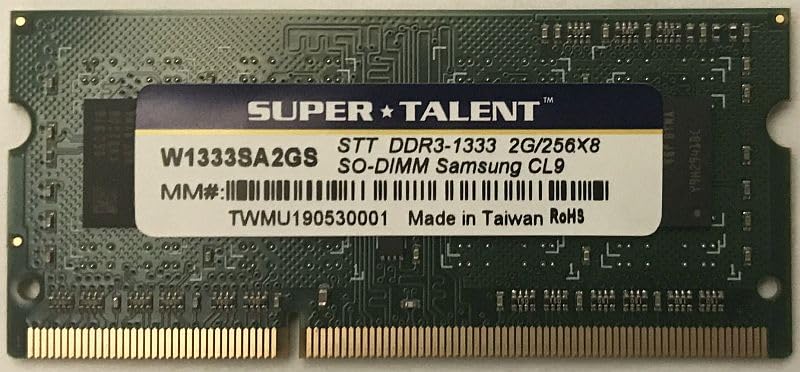 SUPER★TALENT™
W1333SA2GS
STT DDR3-1333 2G/256X8
SO-DIMM Samsung CL9
MM#:
TWMU190530001 Made in Taiwan RoHS